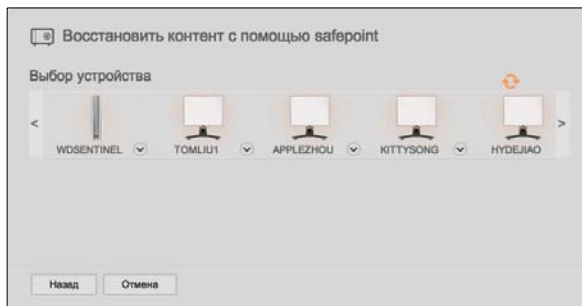 Восстановить контент с помощью safepoint
Выбор устройства
< WDSENTINEL TOMLIU1 APPLEZHOU KITTYSONG HYDEJIAO >
Назад Отмена